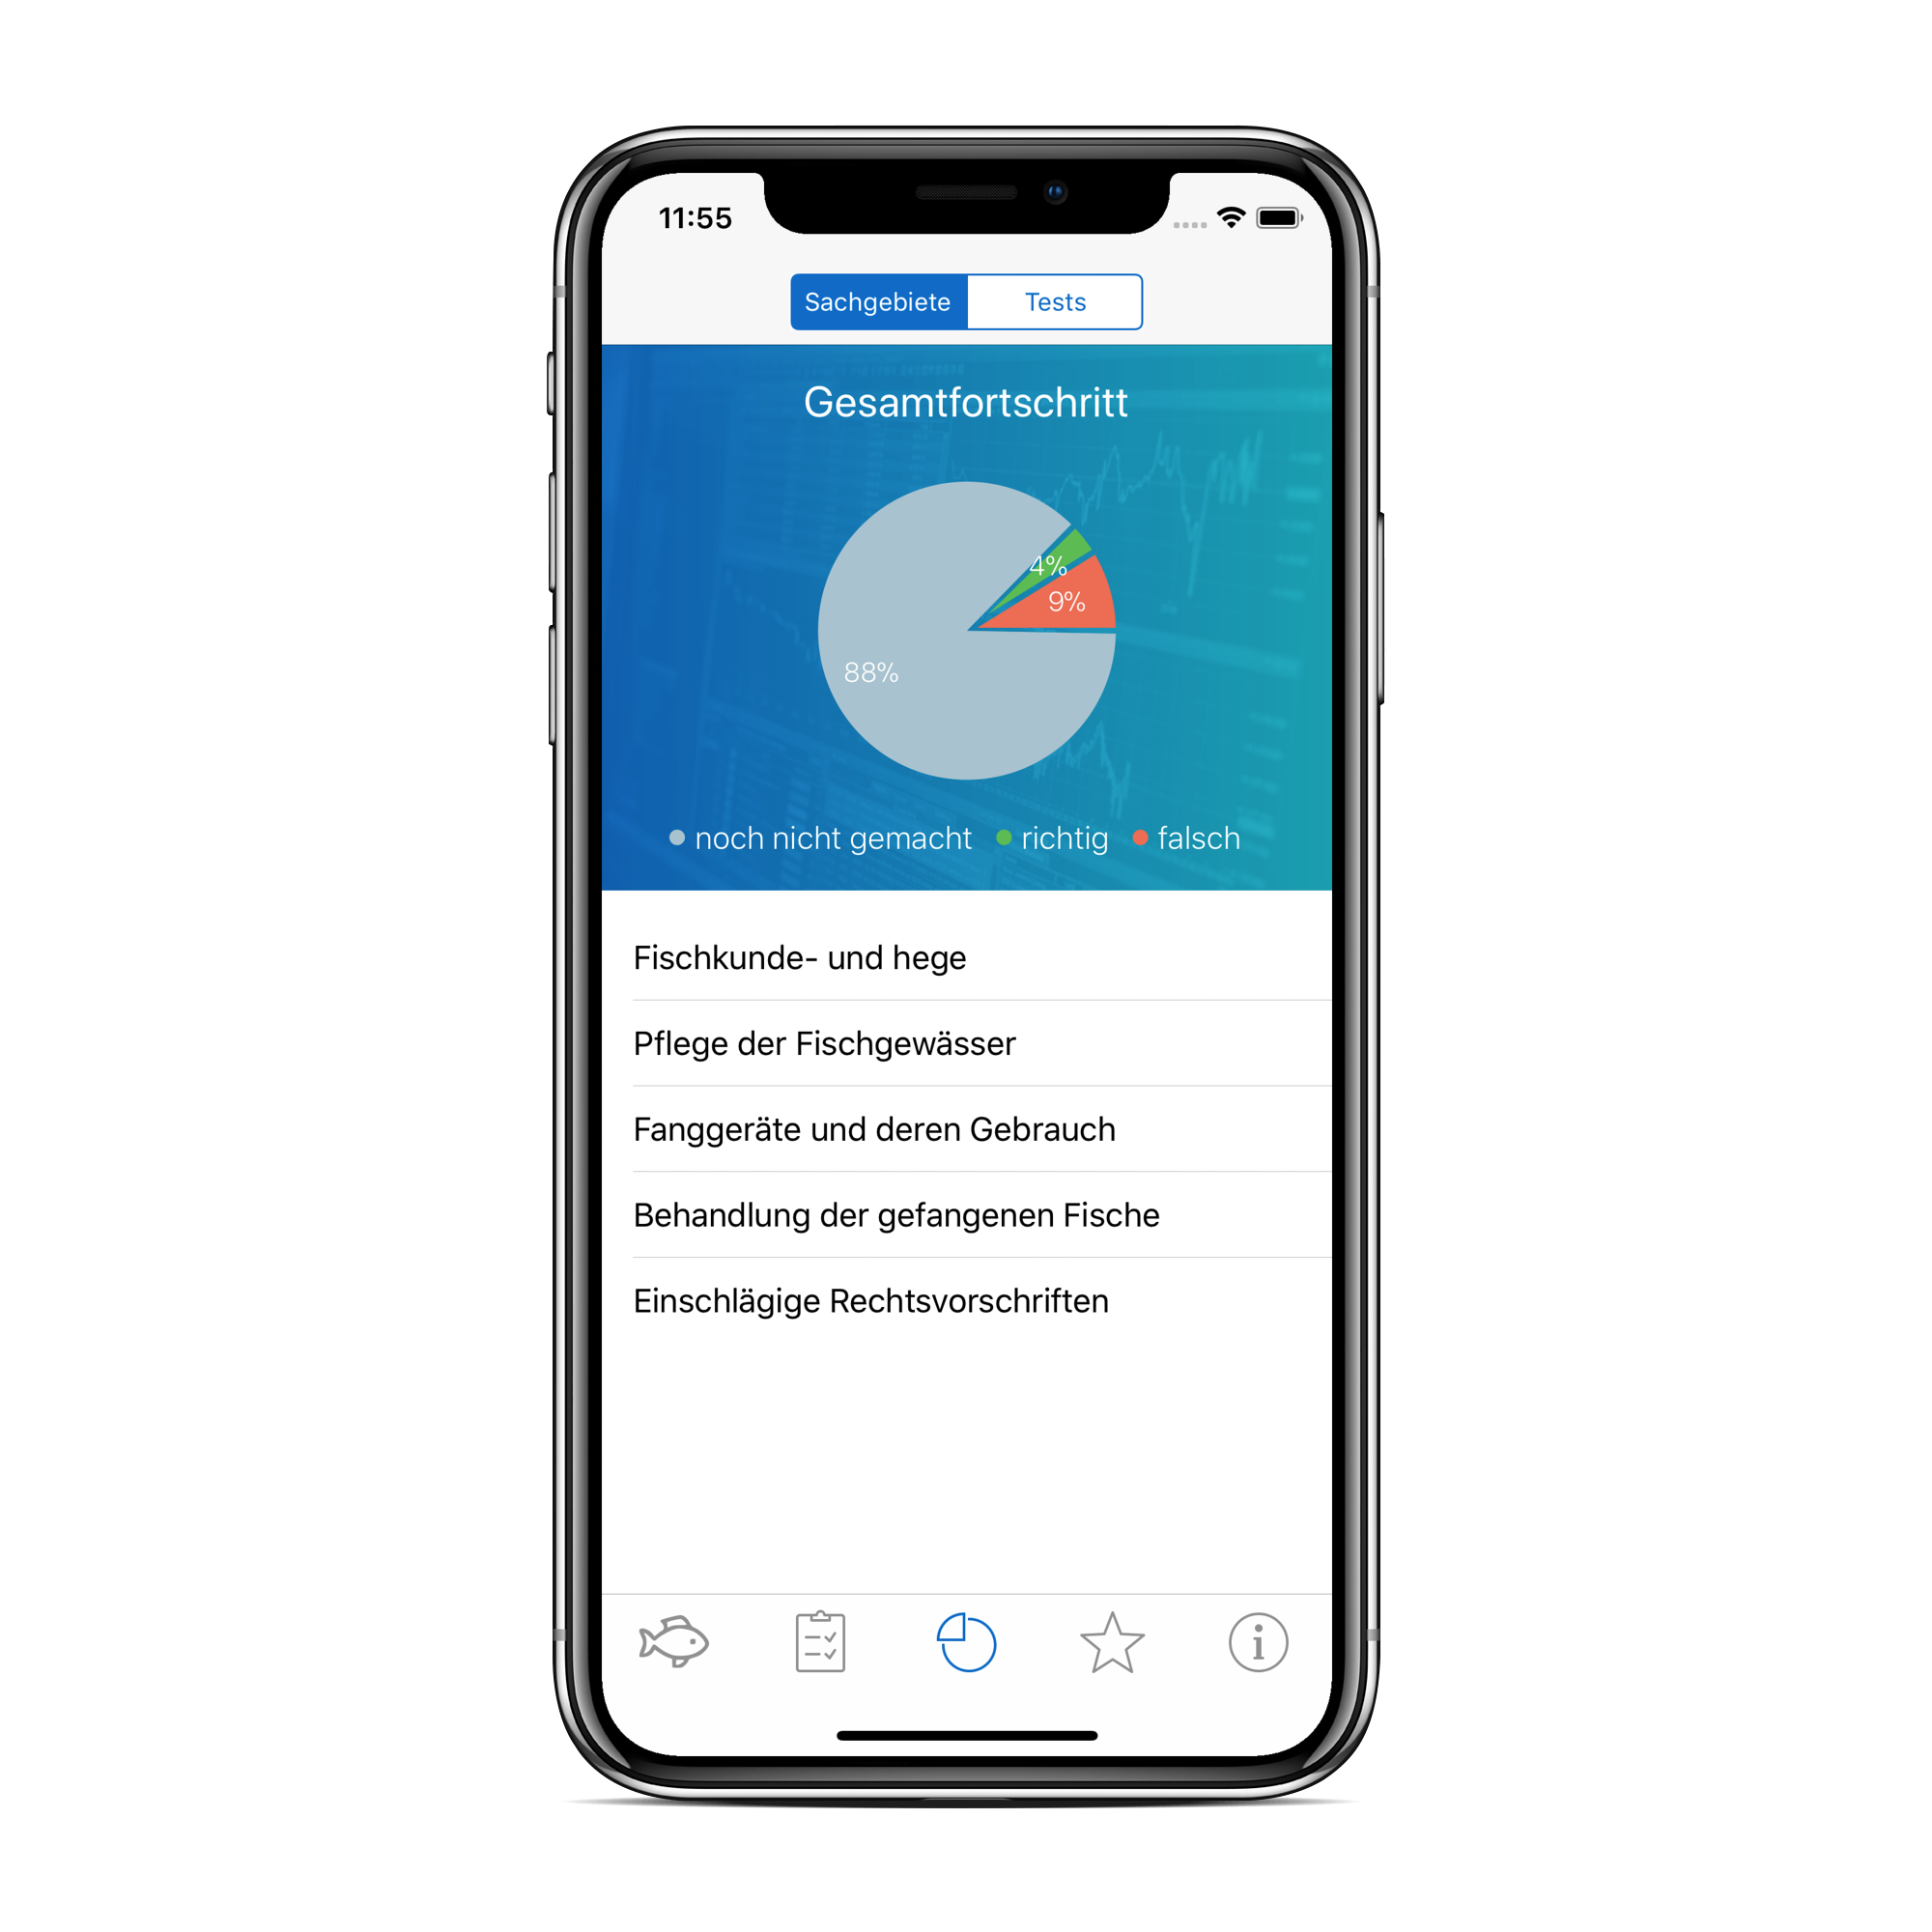 11:55
Sachgebiete Tests
Gesamtfortschritt
4%
9%
88%
noch nicht gemacht richtig falsch
Fischkunde- und hege
Pflege der Fischgewässer
Fanggeräte und deren Gebrauch
Behandlung der gefangenen Fische
Einschlägige Rechtsvorschriften